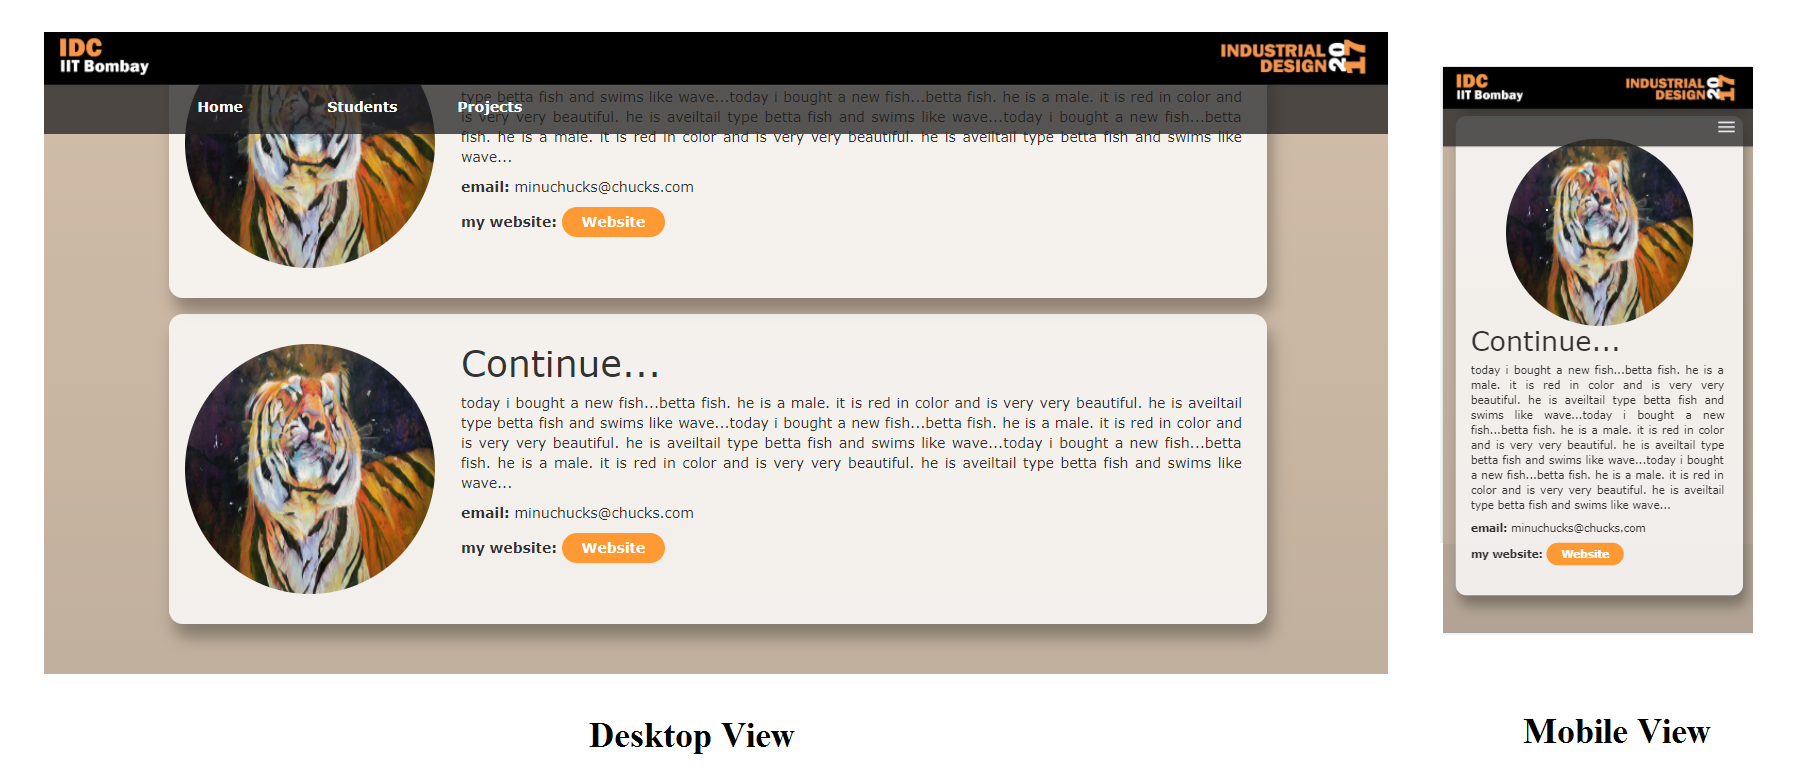 IDC
IIT Bombay
INDUSTRIAL
DESIGN 2017
Home Students Projects
type betta fish and swims like wave...today i bought a new fish...betta fish. he is a male. it is red in color and
is very very beautiful. he is aveiltail type betta fish and swims like wave...today i bought a new fish...betta
fish. he is a male. it is red in color and is very very beautiful. he is aveiltail type betta fish and swims like
wave...
email: minuchucks@chucks.com
my website: Website
Continue...
today i bought a new fish...betta fish. he is a male. it is red in color and is very very beautiful. he is aveiltail
type betta fish and swims like wave...today i bought a new fish...betta fish. he is a male. it is red in color and
is very very beautiful. he is aveiltail type betta fish and swims like wave...today i bought a new fish...betta
fish. he is a male. it is red in color and is very very beautiful. he is aveiltail type betta fish and swims like
wave...
email: minuchucks@chucks.com
my website: Website
Desktop View
IDC
IIT Bombay
INDUSTRIAL
DESIGN 2017
Continue...
today i bought a new fish...betta fish. he is a
male. it is red in color and is very very
beautiful. he is aveiltail type betta fish and
swims like wave...today i bought a new
fish...betta fish. he is a male. it is red in color
and is very very beautiful. he is aveiltail type
betta fish and swims like wave...today i bought
a new fish...betta fish. he is a male. it is red in
color and is very very beautiful. he is aveiltail
type betta fish and swims like wave...
email: minuchucks@chucks.com
my website: Website
Mobile View